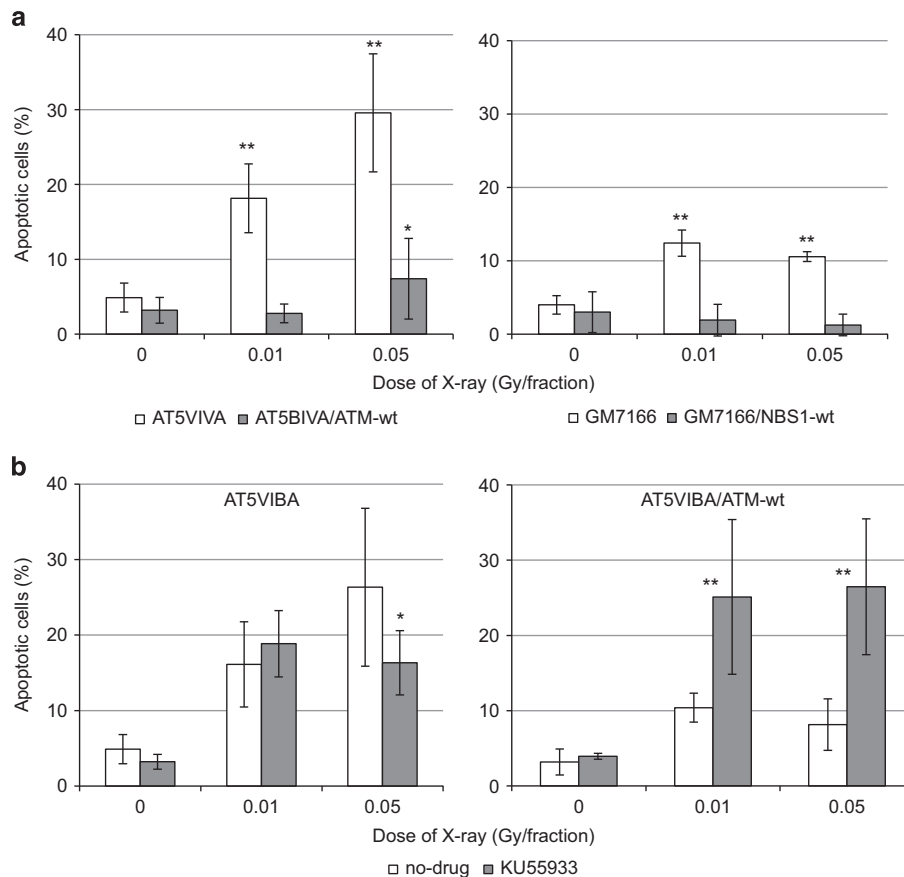 a
40
30
20
10
0
Apoptotic cells (%)
**
**
*
0 0.01 0.05
40
30
20
10
0
**
**
0 0.01 0.05
Dose of X-ray (Gy/fraction)
AT5VIVA AT5BIVA/ATM-wt
GM7166 GM7166/NBS1-wt
b
40
30
20
10
0
Apoptotic cells (%)
AT5VIBA
*
0 0.01 0.05
40
30
20
10
0
AT5VIBA/ATM-wt
**
**
0 0.01 0.05
Dose of X-ray (Gy/fraction)
no-drug KU55933